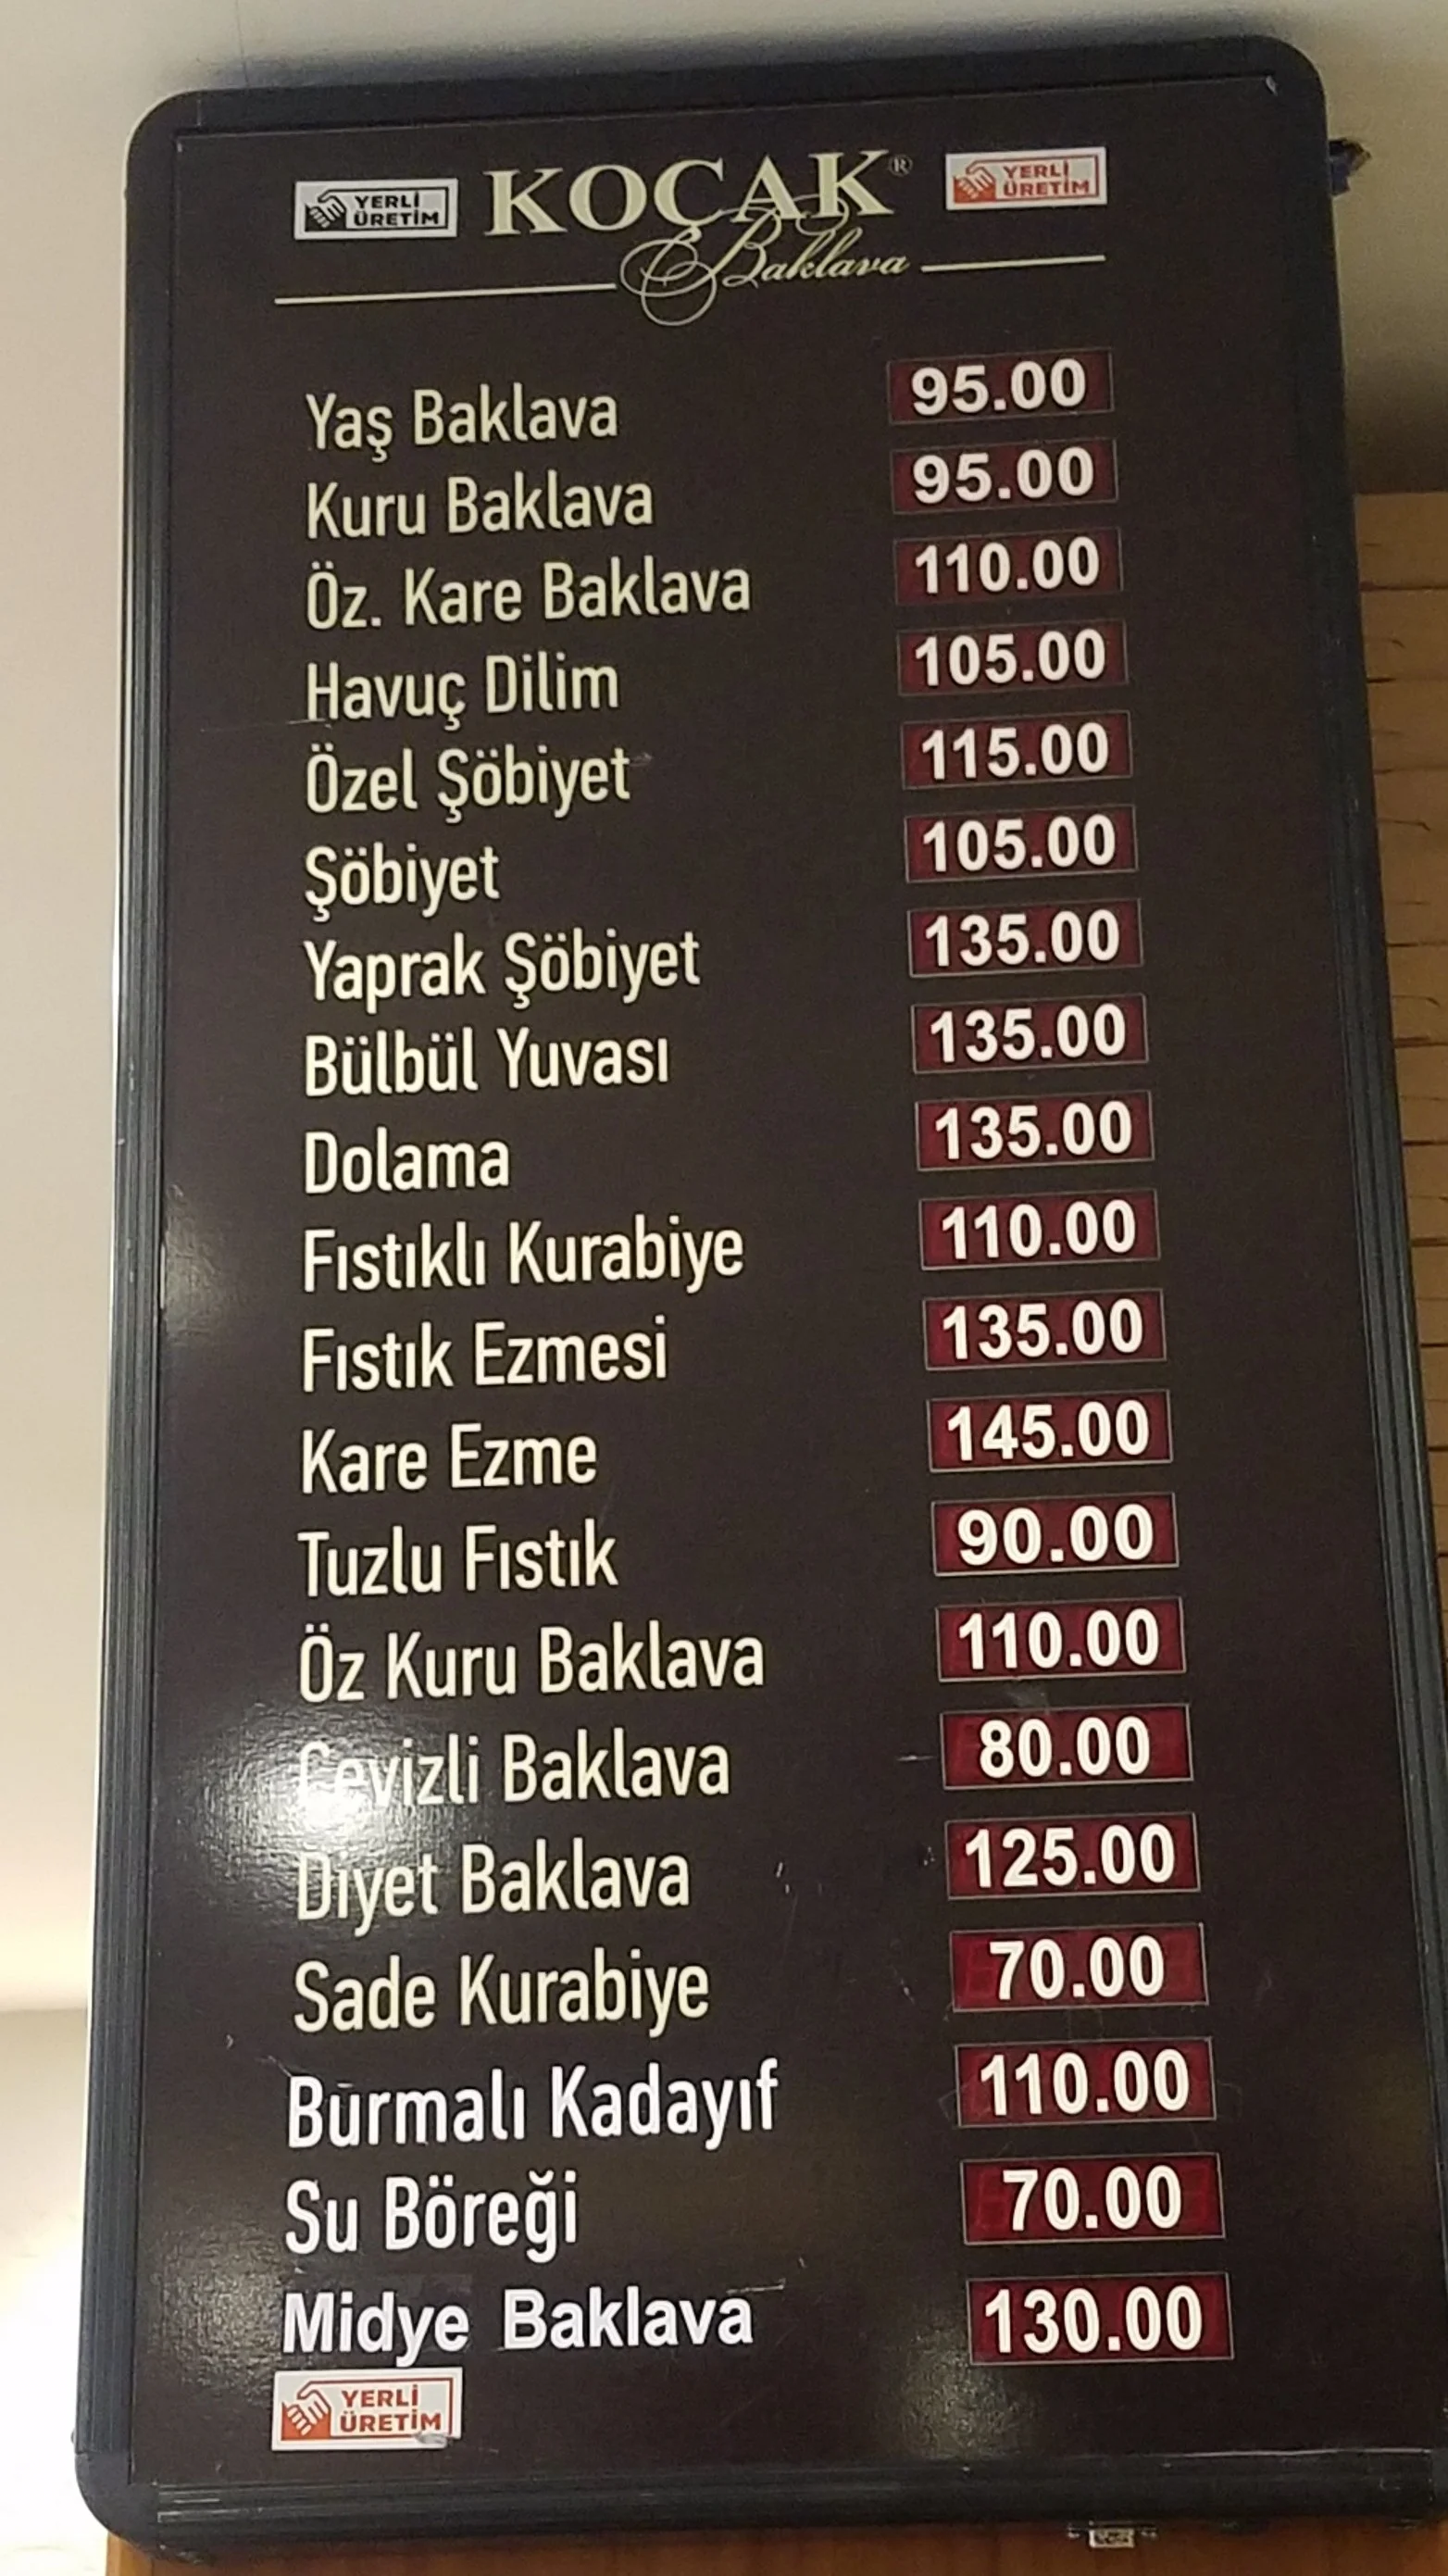 YERLİ ÜRETİM
KOÇAK®
YERLİ ÜRETİM
Baklava
Yaş Baklava 95.00
Kuru Baklava 95.00
Öz. Kare Baklava 110.00
Havuç Dilim 105.00
Özel Şöbiyet 115.00
Şöbiyet 105.00
Yaprak Şöbiyet 135.00
Bülbül Yuvası 135.00
Dolama 135.00
Fıstıklı Kurabiye 110.00
Fıstık Ezmesi 135.00
Kare Ezme 145.00
Tuzlu Fıstık 90.00
Öz Kuru Baklava 110.00
Cevizli Baklava 80.00
Diyet Baklava 125.00
Sade Kurabiye 70.00
Burmalı Kadayıf 110.00
Su Böreği 70.00
Midye Baklava 130.00
YERLİ ÜRETİM